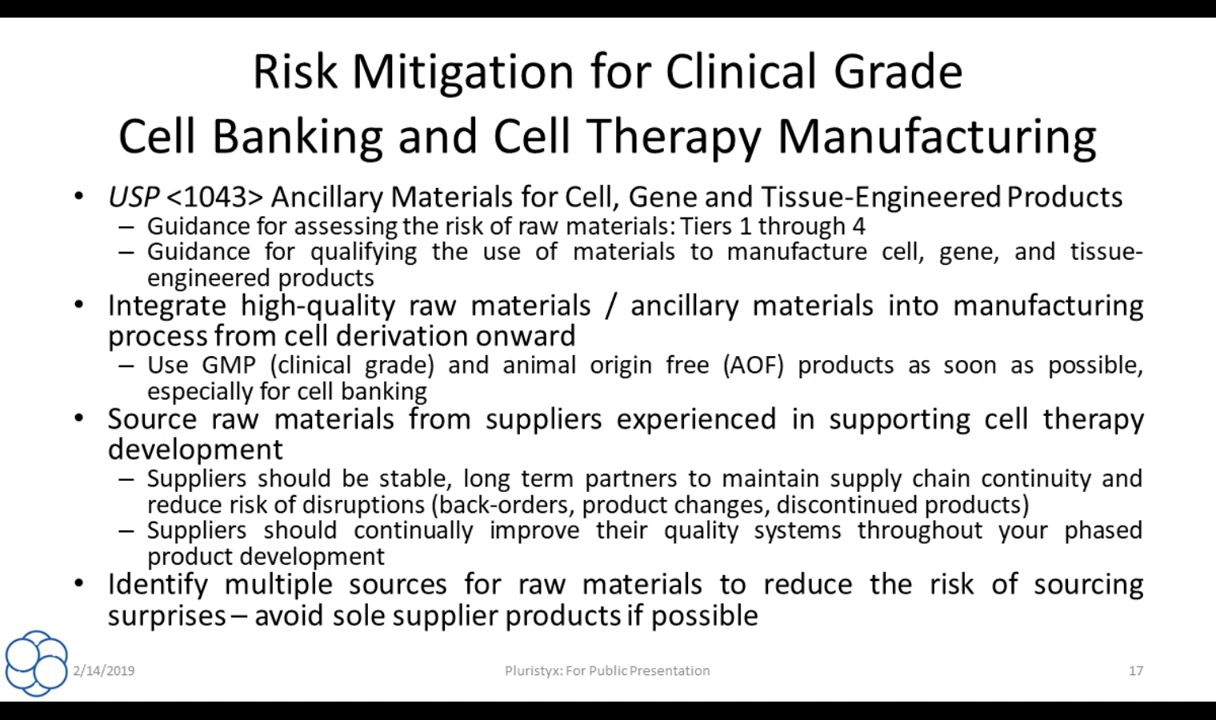 Risk Mitigation for Clinical Grade
Cell Banking and Cell Therapy Manufacturing
• USP <1043> Ancillary Materials for Cell, Gene and Tissue-Engineered Products
– Guidance for assessing the risk of raw materials: Tiers 1 through 4
– Guidance for qualifying the use of materials to manufacture cell, gene, and tissue-
engineered products
• Integrate high-quality raw materials / ancillary materials into manufacturing
process from cell derivation onward
– Use GMP (clinical grade) and animal origin free (AOF) products as soon as possible,
especially for cell banking
• Source raw materials from suppliers experienced in supporting cell therapy
development
– Suppliers should be stable, long term partners to maintain supply chain continuity and
reduce risk of disruptions (back-orders, product changes, discontinued products)
– Suppliers should continually improve their quality systems throughout your phased
product development
• Identify multiple sources for raw materials to reduce the risk of sourcing
surprises – avoid sole supplier products if possible
2/14/2019
Pluristyx: For Public Presentation
17